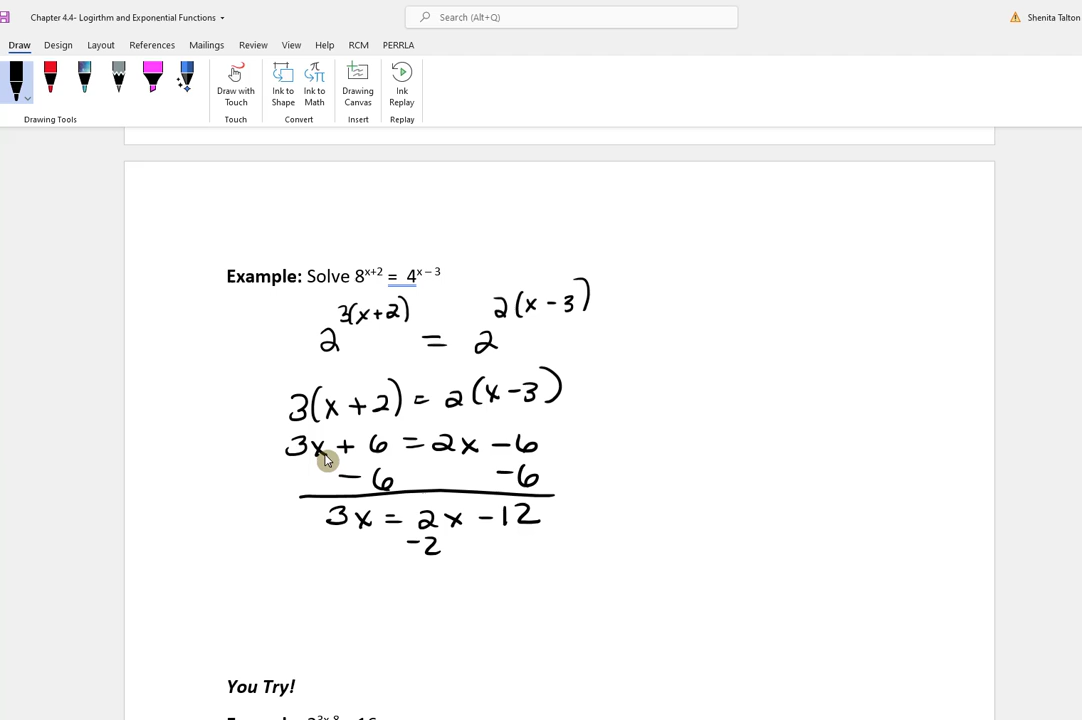 Chapter 4.4- Logirthm and Exponential Functions
Search (Alt+Q)
Shenita Talton
Draw Design Layout References Mailings Review View Help RCM PERRLA
Draw with Touch
Ink to Shape
Ink to Math
Drawing Canvas
Ink Replay
Drawing Tools Touch Convert Insert Replay
Example: Solve 8^{x+2} = 4^{x – 3}
2^{3(x+2)} = 2^{2(x-3)}
3(x+2) = 2(x-3)
3x + 6 = 2x - 6
- 6 -6
3x = 2x - 12
-2
You Try!